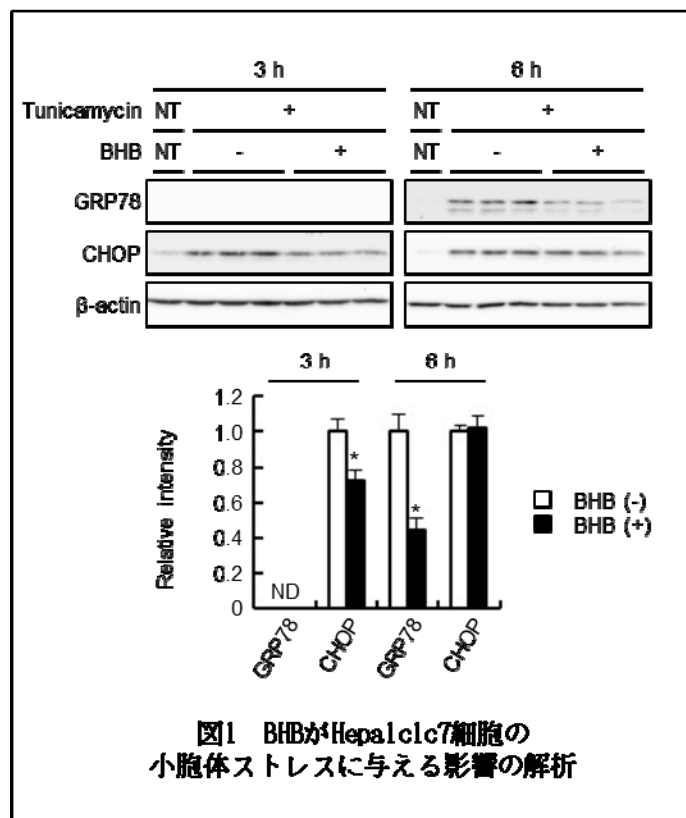 3 h 6 h
Tunicamycin NT + NT +
BHB NT - + NT - +
GRP78
CHOP
β-actin
3 h 6 h
Relative intensity
1.2
1.0
0.8
0.6
0.4
0.2
0
ND
*
*
GRP78 CHOP GRP78 CHOP
BHB (-)
BHB (+)
図1 BHBがHepa1c1c7細胞の
小胞体ストレスに与える影響の解析